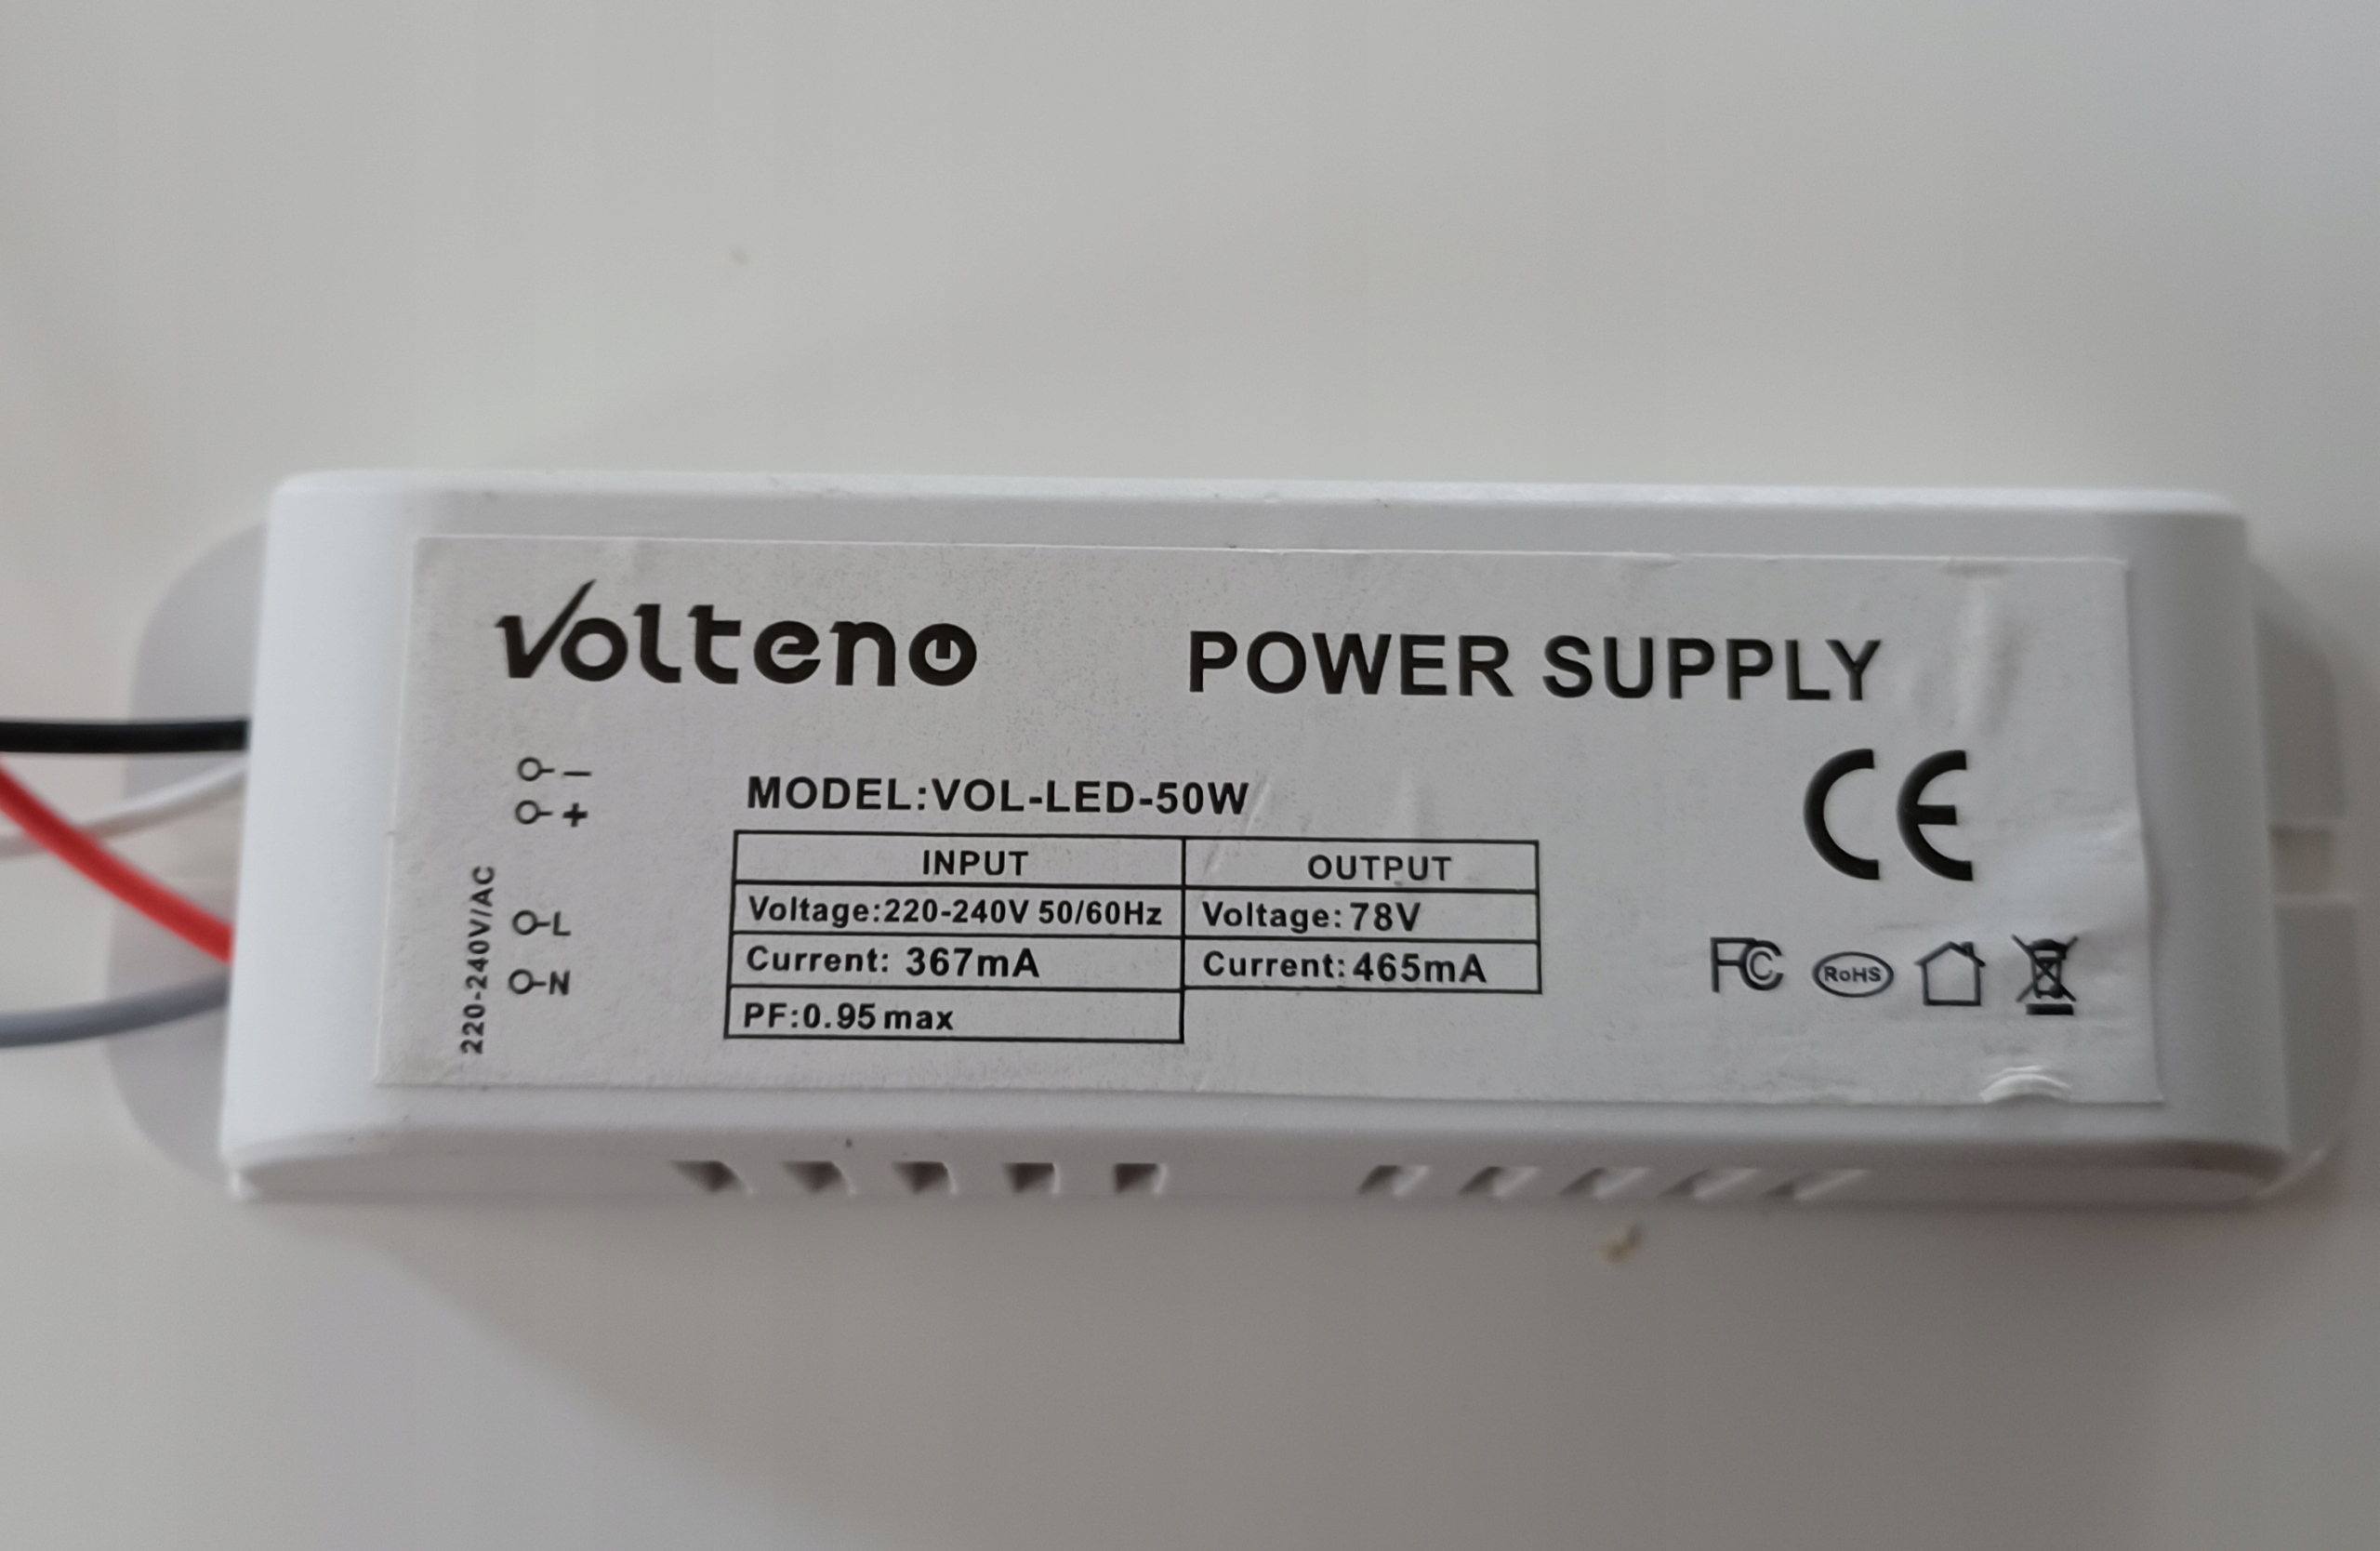 Volteno
POWER SUPPLY
-
+
220-240V/AC
L
N
MODEL:VOL-LED-50W
INPUT OUTPUT
Voltage:220-240V 50/60Hz Voltage:78V
Current: 367mA Current:465mA
PF:0.95 max
CE
FC RoHS